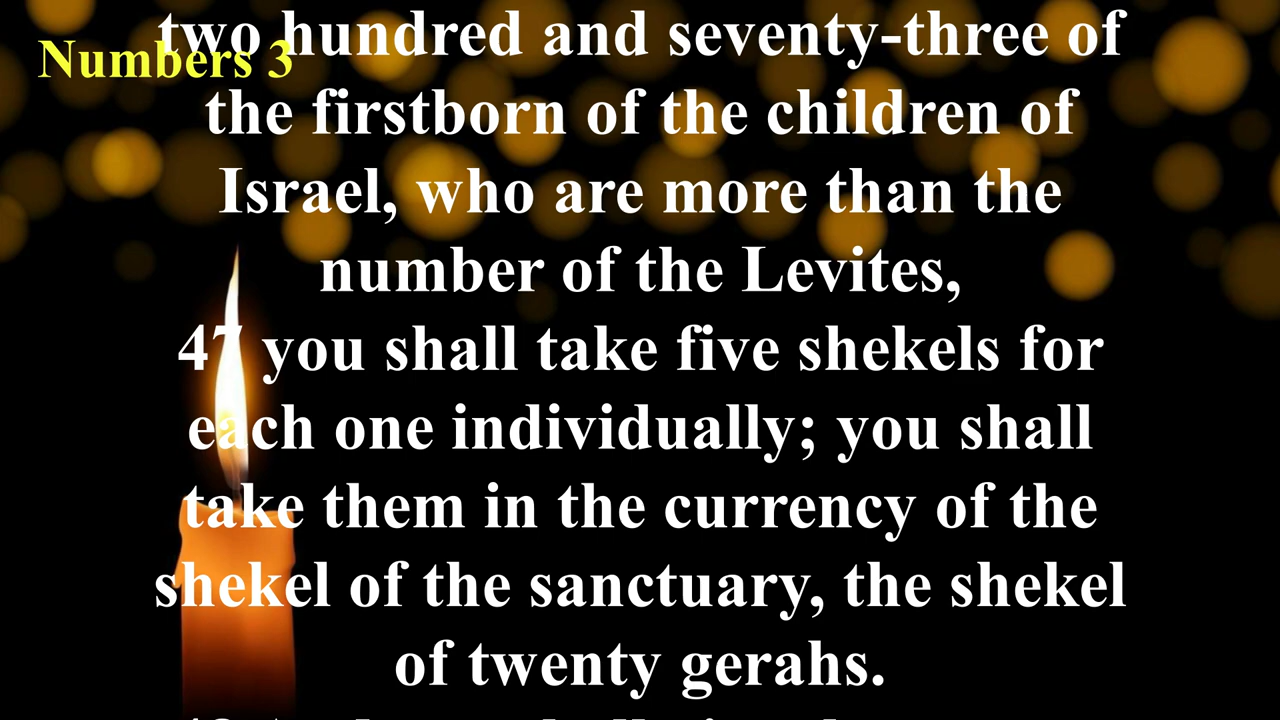 Numbers 3
two hundred and seventy-three of
the firstborn of the children of
Israel, who are more than the
number of the Levites,
47 you shall take five shekels for
each one individually; you shall
take them in the currency of the
shekel of the sanctuary, the shekel
of twenty gerahs.